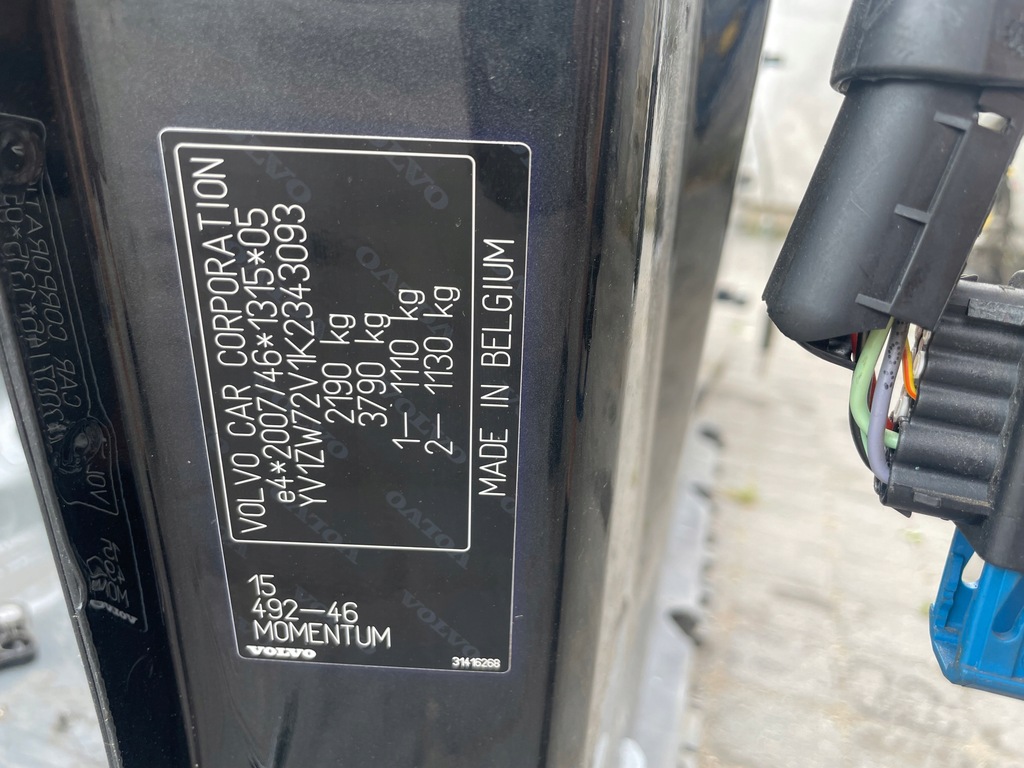 VOLVO CAR CORPORATION
e4*2007/46*1315*05
YV1ZW72V1K2343093
2190 kg
3790 kg
1— 1110 kg
2— 1130 kg
MADE IN BELGIUM
15
492—46
MOMENTUM
VOLVO
31416268